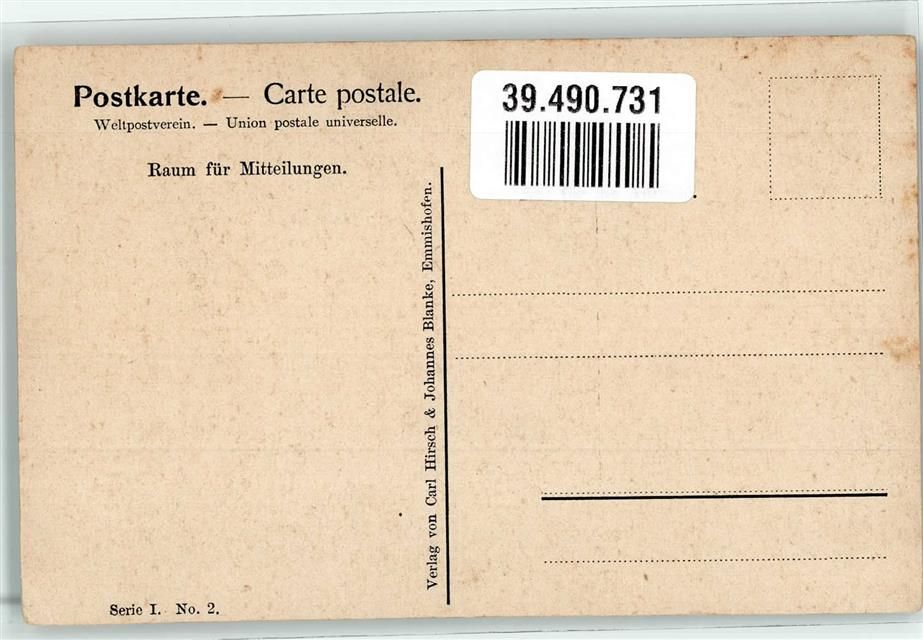 Postkarte. — Carte postale.
Weltpostverein. — Union postale universelle.
Raum für Mitteilungen.
39.490.731
Verlag von Carl Hirsch & Johannes Blanke, Emmishofen.
Serie I. No. 2.